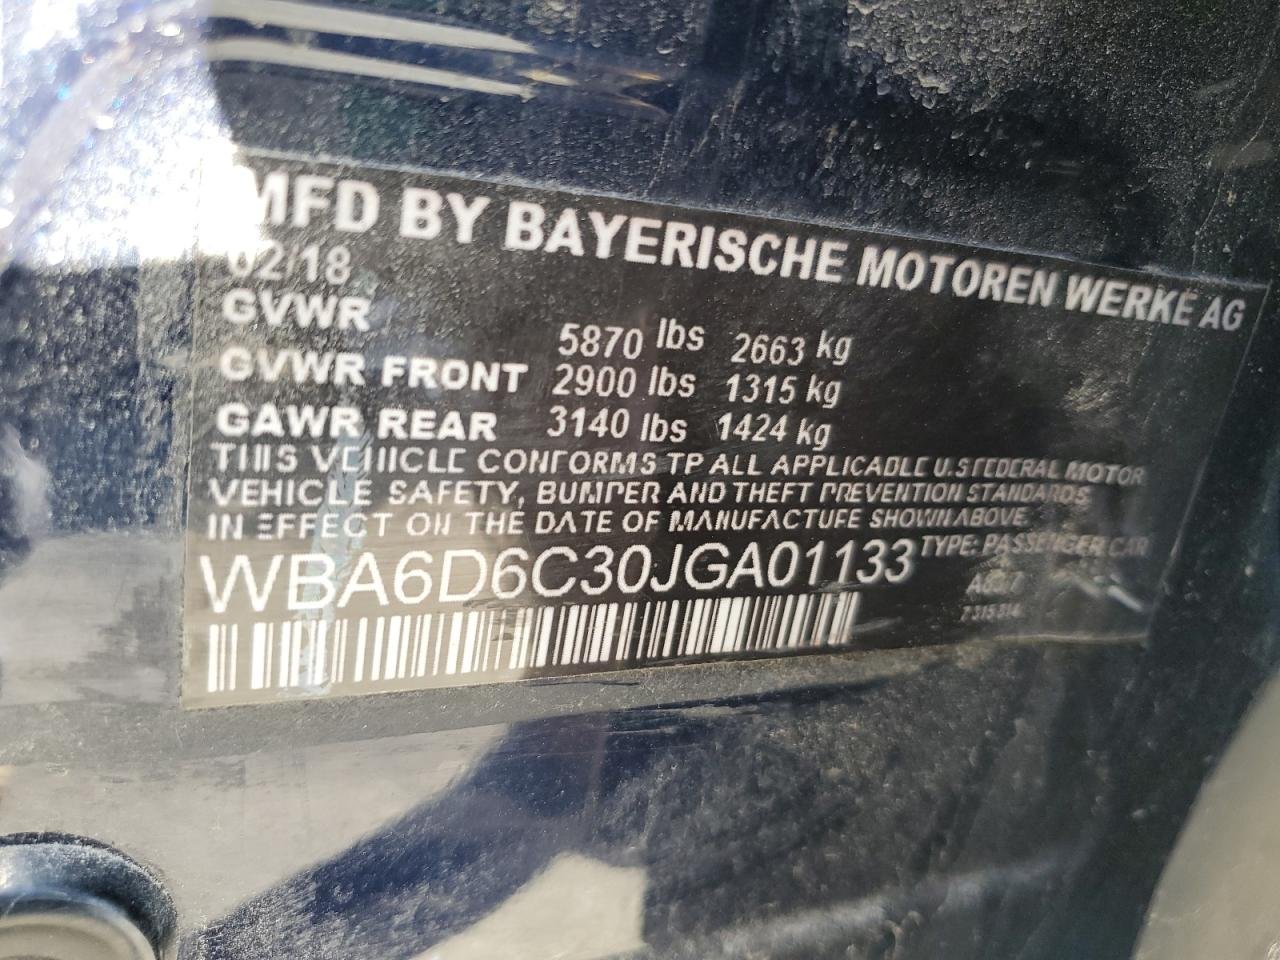 MFD BY BAYERISCHE MOTOREN WERKE AG
02/18
GVWR 5870 lbs 2663 kg
GVWR FRONT 2900 lbs 1315 kg
GAWR REAR 3140 lbs 1424 kg
THIS VEHICLE CONFORMS TP ALL APPLICABLE U.S FEDERAL MOTOR
VEHICLE SAFETY, BUMPER AND THEFT PREVENTION STANDARDS
IN EFFECT ON THE DATE OF MANUFACTURE SHOWN ABOVE
WBA6D6C30JGA01133 TYPE: PASSENGER CAR